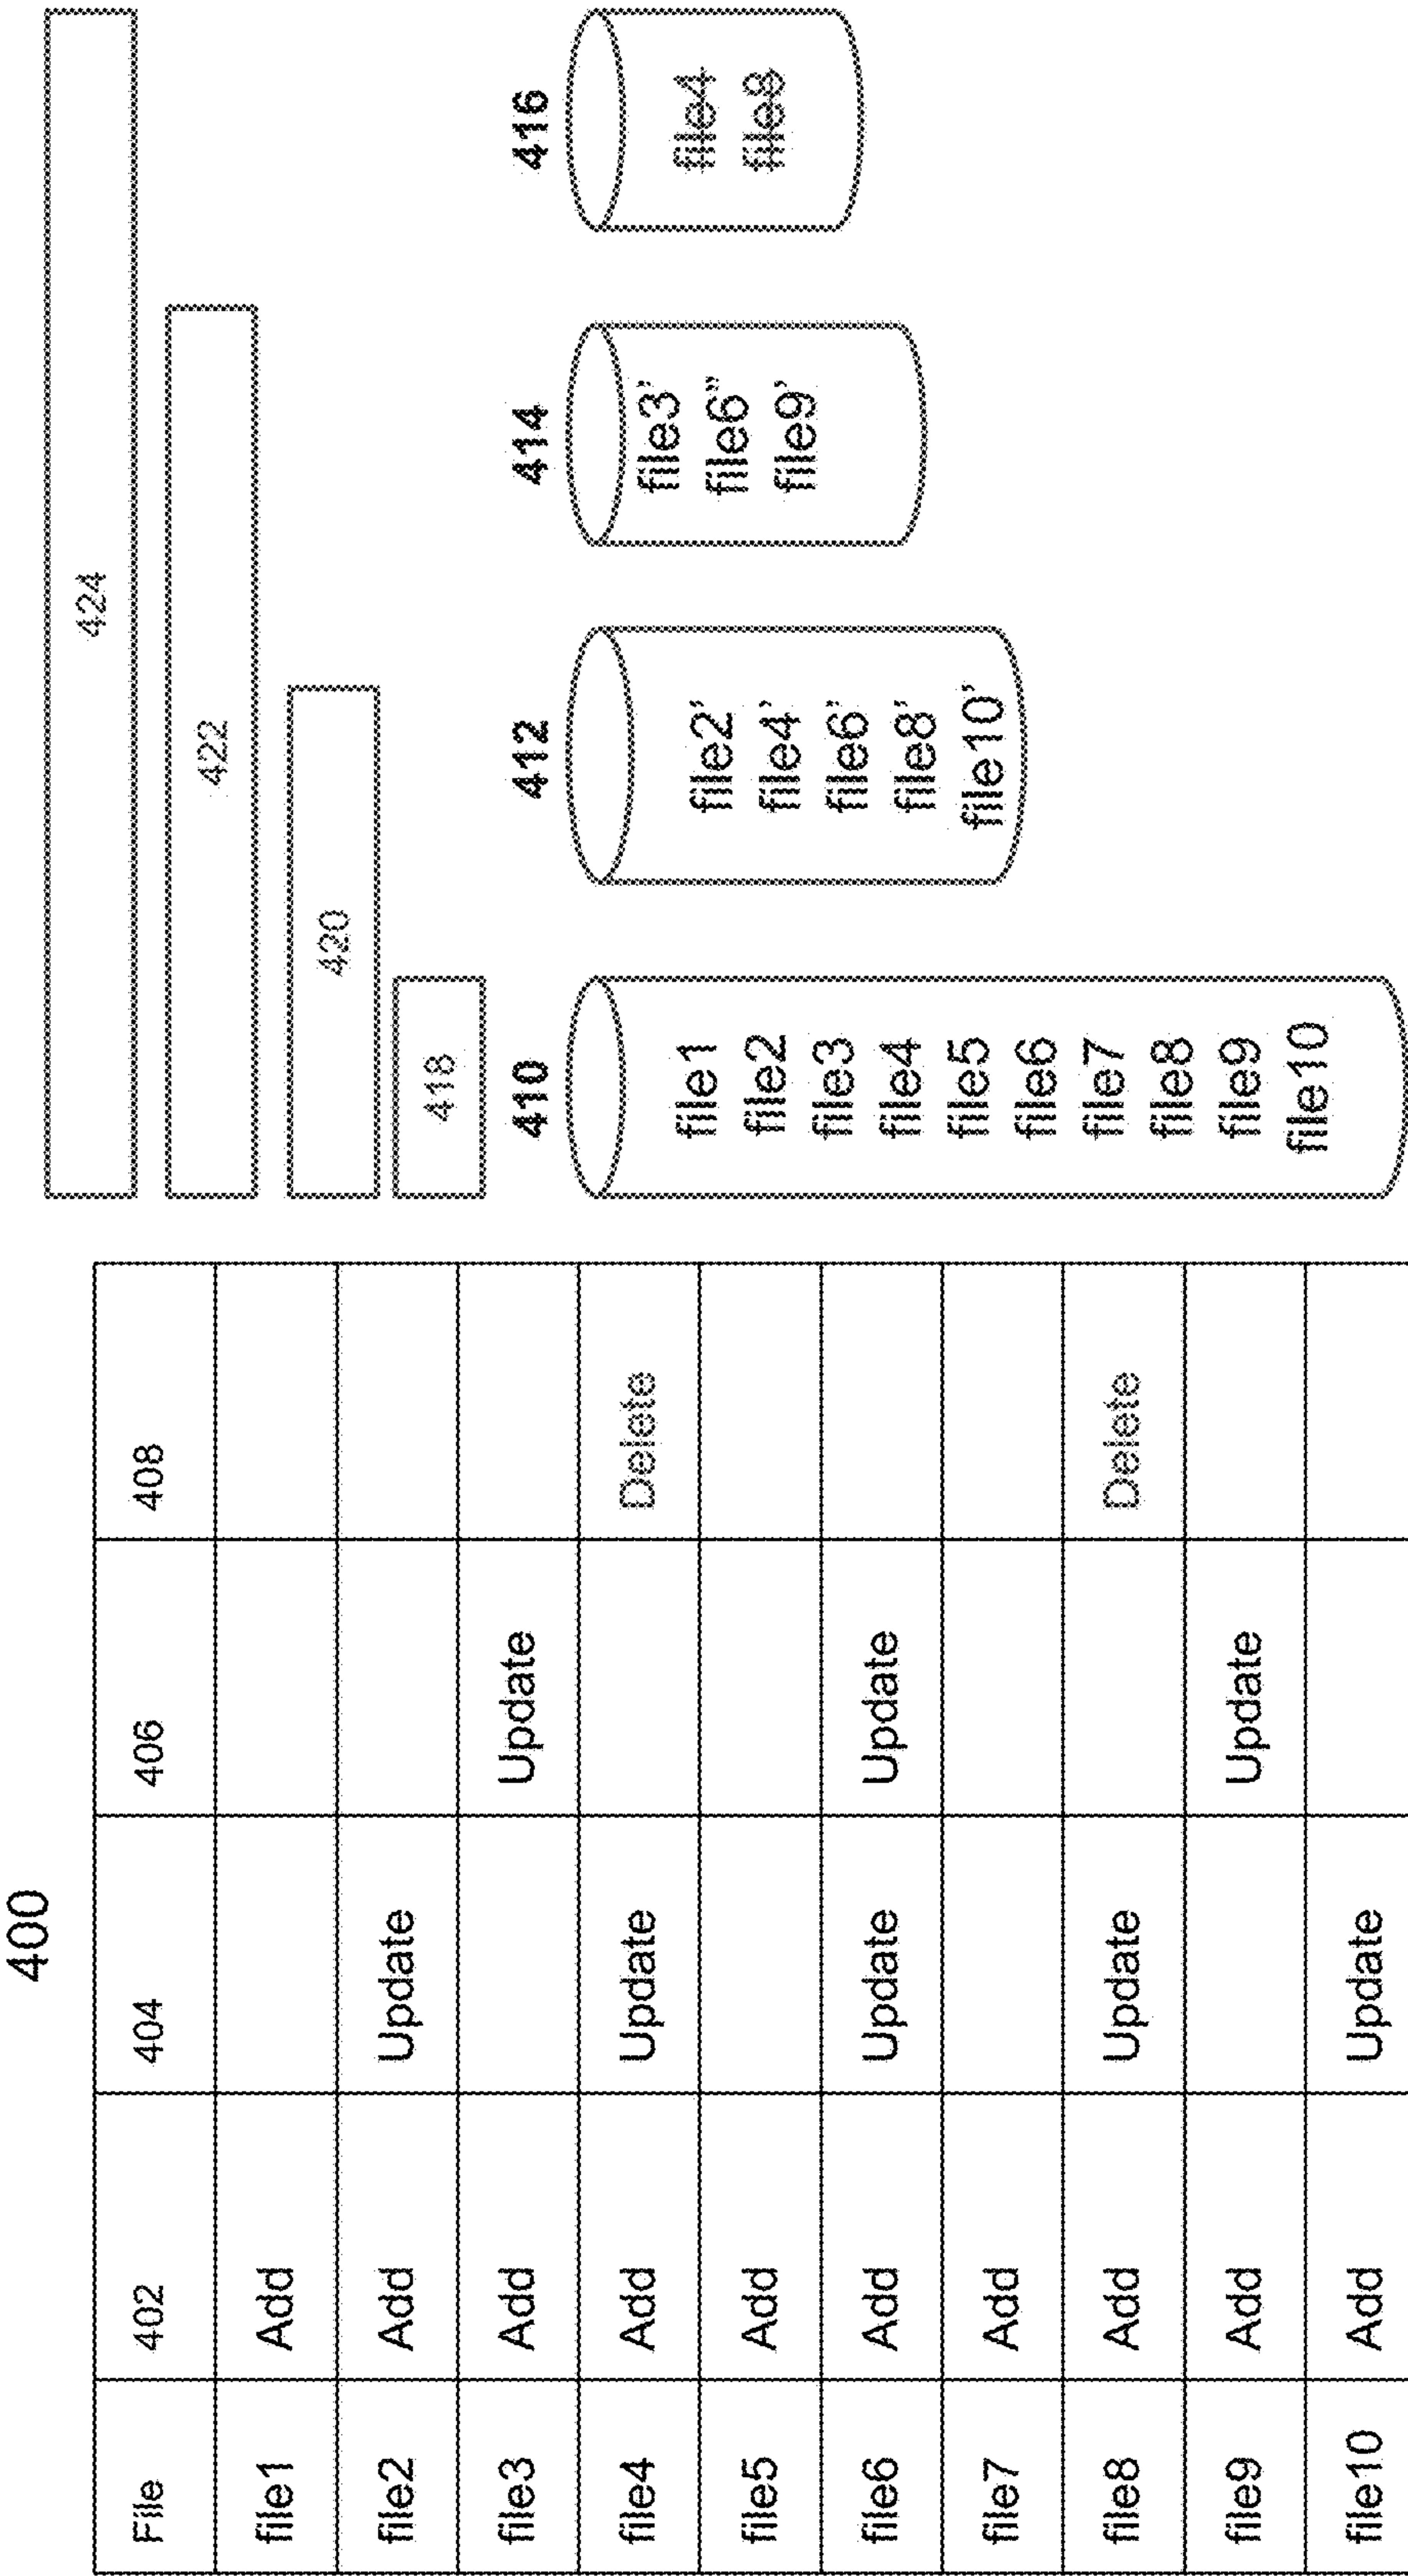 400
File 402 404 406 408
file1 Add
file2 Add Update
file3 Add Update
file4 Add Update Delete
file5 Add
file6 Add Update Update
file7 Add
file8 Add Update Delete
file9 Add Update
file10 Add Update
424
422
420
418
410
file1
file2
file3
file4
file5
file6
file7
file8
file9
file10
412
file2’
file4’
file6’
file8’
file10’
414
file3’
file6”
file9’
416
file4
file8